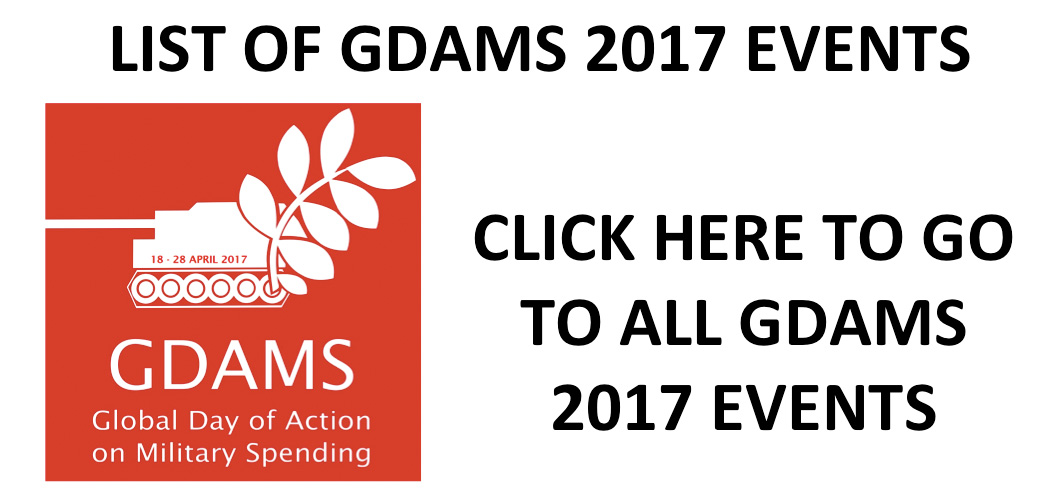 LIST OF GDAMS 2017 EVENTS
18 - 28 APRIL 2017
GDAMS
Global Day of Action
on Military Spending
CLICK HERE TO GO
TO ALL GDAMS
2017 EVENTS